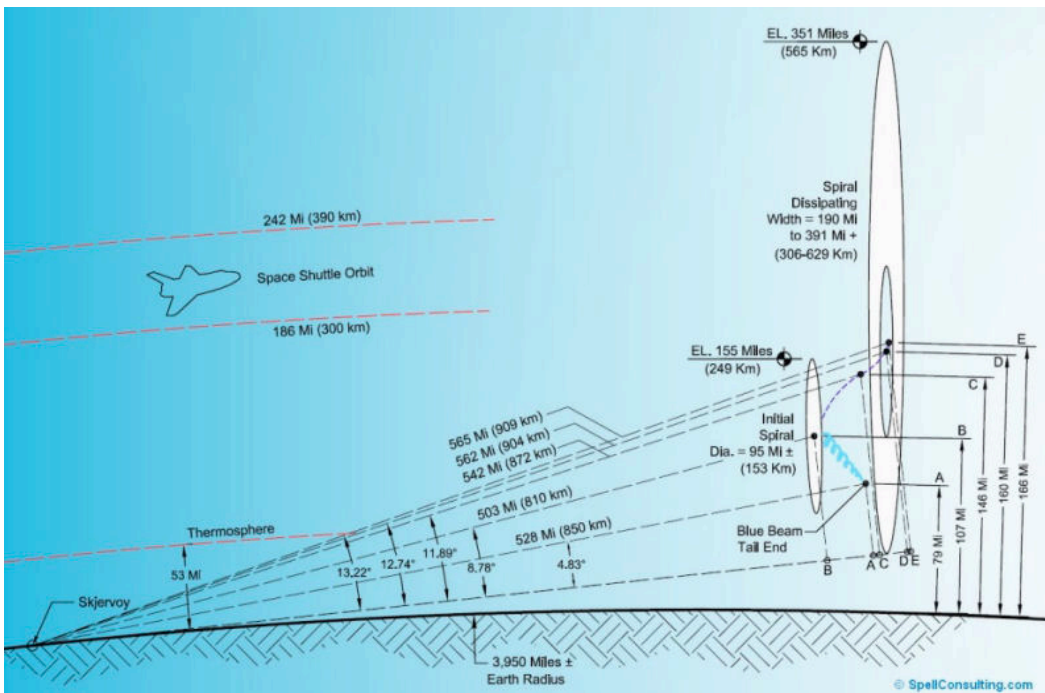 EL. 351 Miles
(565 Km)
Spiral
Dissipating
Width = 190 Mi
to 391 Mi +
(306-629 Km)
242 Mi (390 km)
Space Shuttle Orbit
186 Mi (300 km)
EL. 155 Miles
(249 Km)
E
D
C
B
A
565 Mi (909 km)
562 Mi (904 km)
542 Mi (872 km)
503 Mi (810 km)
528 Mi (850 km)
Initial
Spiral
Dia. = 95 Mi ±
(153 Km)
Thermosphere
53 MI
13.22°
12.74°
11.89°
8.78°
4.83°
Blue Beam
Tail End
B
A
C
D
E
79 Mi
107 Mi
146 Mi
160 MI
166 Mi
Skjervoy
3,950 Miles ±
Earth Radius
© SpellConsulting.com